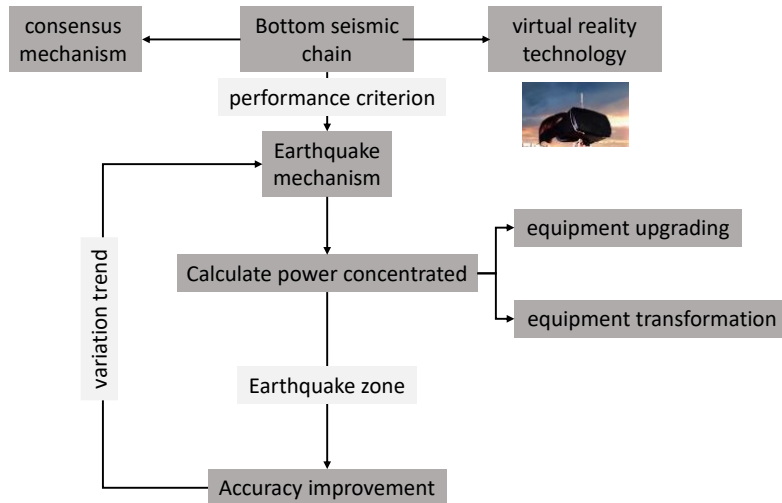 consensus
mechanism
Bottom seismic
chain
virtual reality
technology
performance criterion
Earthquake
mechanism
equipment upgrading
Calculate power concentrated
equipment transformation
variation trend
Earthquake zone
Accuracy improvement